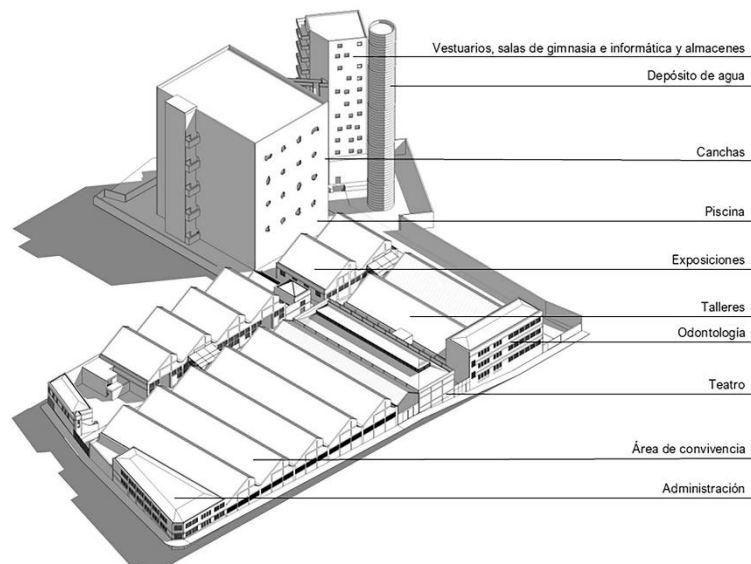 Vestuarios, salas de gimnasia e informática y almacenes
Depósito de agua
Canchas
Piscina
Exposiciones
Talleres
Odontología
Teatro
Área de convivencia
Administración